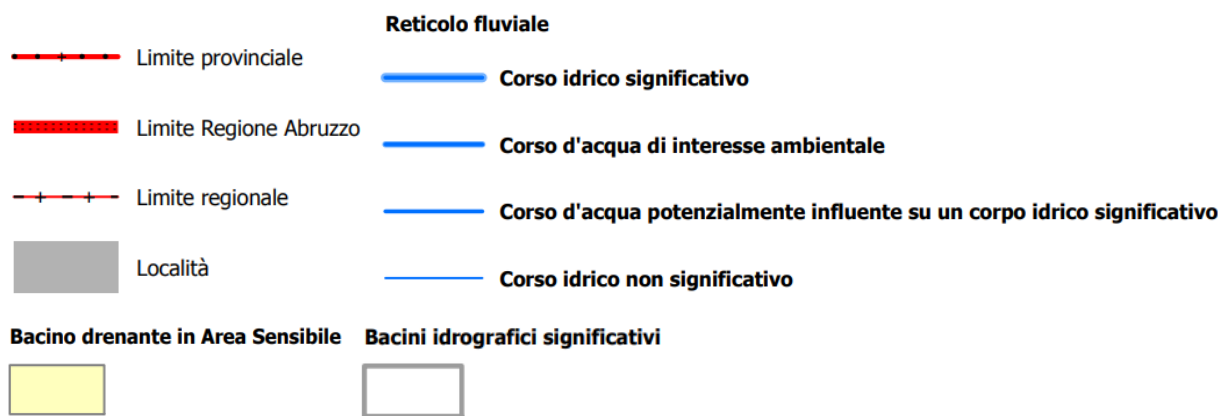 Limite provinciale
Limite Regione Abruzzo
Limite regionale
Località
Reticolo fluviale
Corso idrico significativo
Corso d'acqua di interesse ambientale
Corso d'acqua potenzialmente influente su un corpo idrico significativo
Corso idrico non significativo
Bacino drenante in Area Sensibile
Bacini idrografici significativi